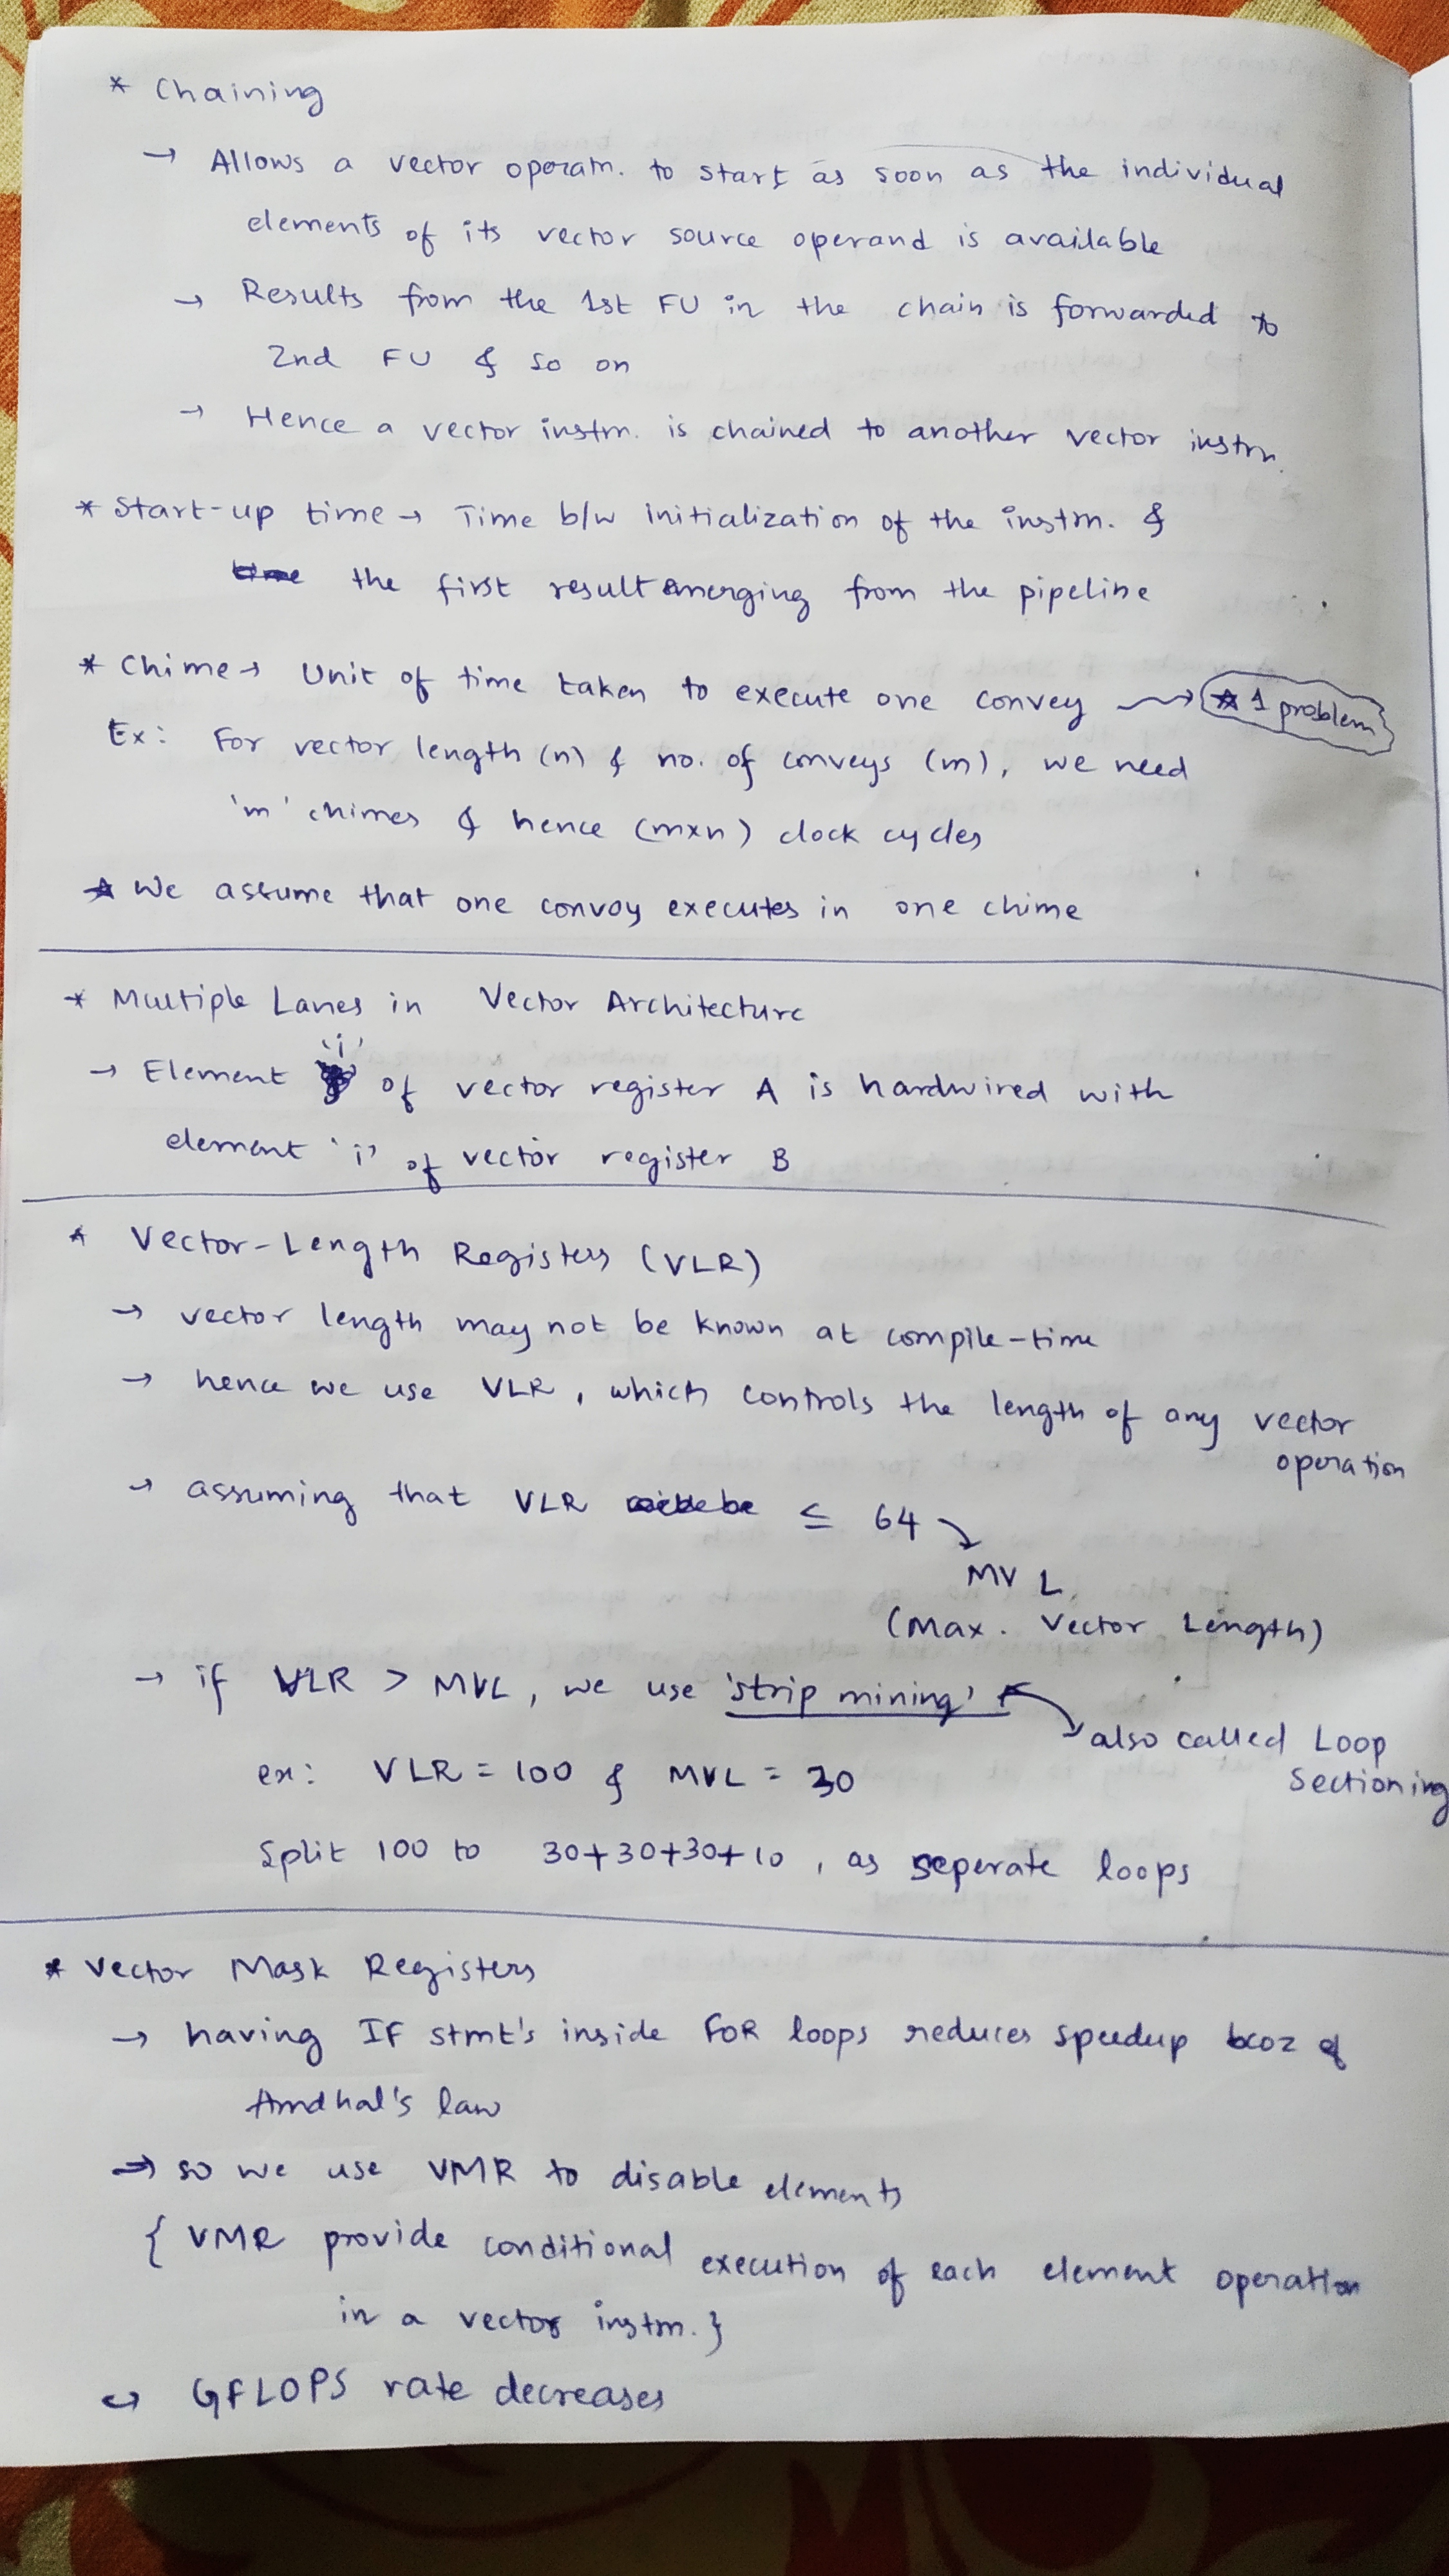 * Chaining
→ Allows a vector operatn. to start as soon as the individual
elements of its vector source operand is available
→ Results from the 1st FU in the chain is forwarded to
2nd FU & so on
→ Hence a vector instrn. is chained to another vector instrn.
* Start-up time → Time b/w initialization of the instrn. &
the first result emerging from the pipeline
* Chime → Unit of time taken to execute one convey → ☆ 1 problem
Ex: For vector length (n) & no. of conveys (m), we need
'm' chimes & hence (m×n) clock cycles
☆ We assume that one convoy executes in one chime
* Multiple Lanes in Vector Architecture
→ Element 'i' of vector register A is hardwired with
element 'i' of vector register B
* Vector-Length Registers (VLR)
→ vector length may not be known at compile-time
→ hence we use VLR, which controls the length of any vector
operation
→ assuming that VLR ≤ 64
MVL
(Max. Vector Length)
→ if VLR > MVL, we use 'strip mining'
also called Loop
Sectioning
ex: VLR = 100 & MVL = 30
Split 100 to 30+30+30+10, as seperate loops
* Vector Mask Registers
→ having IF stmt's inside FOR loops reduces speedup bcoz of
Amdhal's law
→ so we use VMR to disable elements
{ VMR provide conditional execution of each element operation
in a vector instrn. }
↪ GFLOPS rate decreases